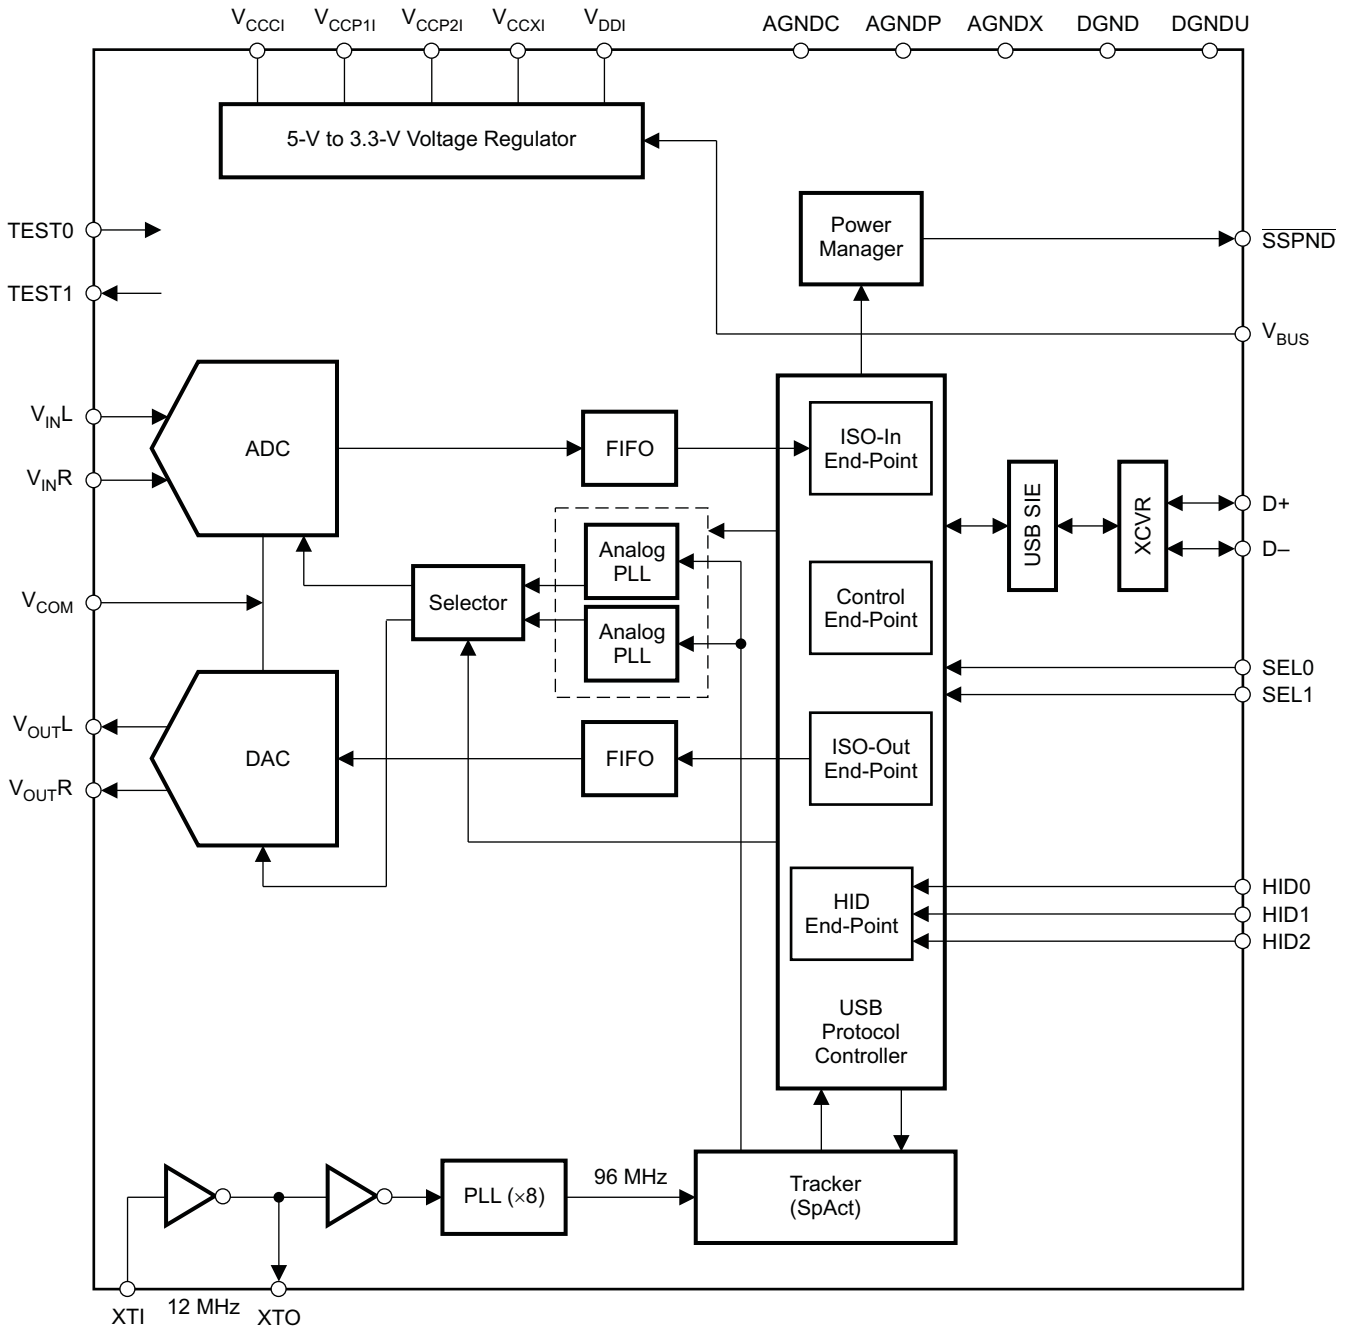 VCCCI VCCP1I VCCP2I VCCXI VDDI AGNDC AGNDP AGNDX DGND DGNDU
5-V to 3.3-V Voltage Regulator
TEST0
Power
Manager
SSPND
TEST1
VBUS
VINL
ADC
FIFO
ISO-In
End-Point
VINR
USB SIE
XCVR
D+
D–
Analog
PLL
Selector
Control
End-Point
VCOM
Analog
PLL
SEL0
SEL1
VOUTL
DAC
FIFO
ISO-Out
End-Point
VOUTR
HID
End-Point
HID0
HID1
HID2
USB
Protocol
Controller
PLL (×8)
96 MHz
Tracker
(SpAct)
XTI
12 MHz
XTO